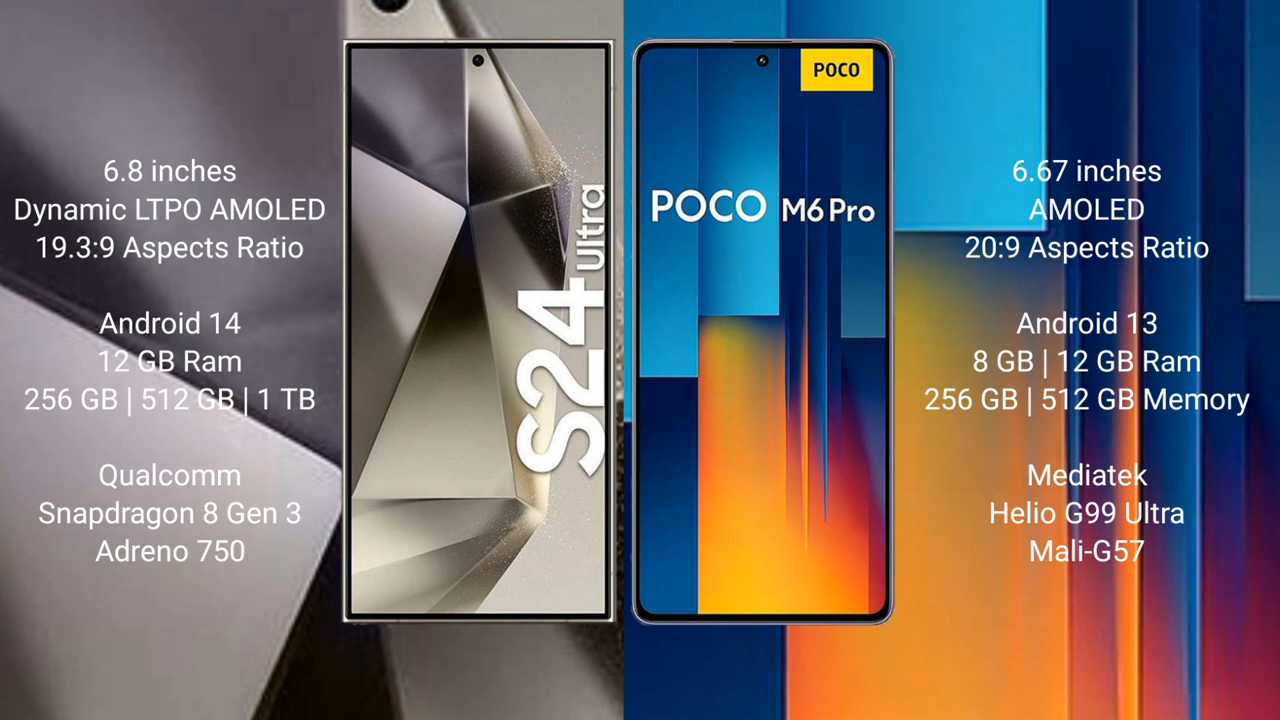 6.8 inches
Dynamic LTPO AMOLED
19.3:9 Aspects Ratio
Android 14
12 GB Ram
256 GB | 512 GB | 1 TB
Qualcomm
Snapdragon 8 Gen 3
Adreno 750
S24 Ultra
POCO
POCO M6 Pro
6.67 inches
AMOLED
20:9 Aspects Ratio
Android 13
8 GB | 12 GB Ram
256 GB | 512 GB Memory
Mediatek
Helio G99 Ultra
Mali-G57